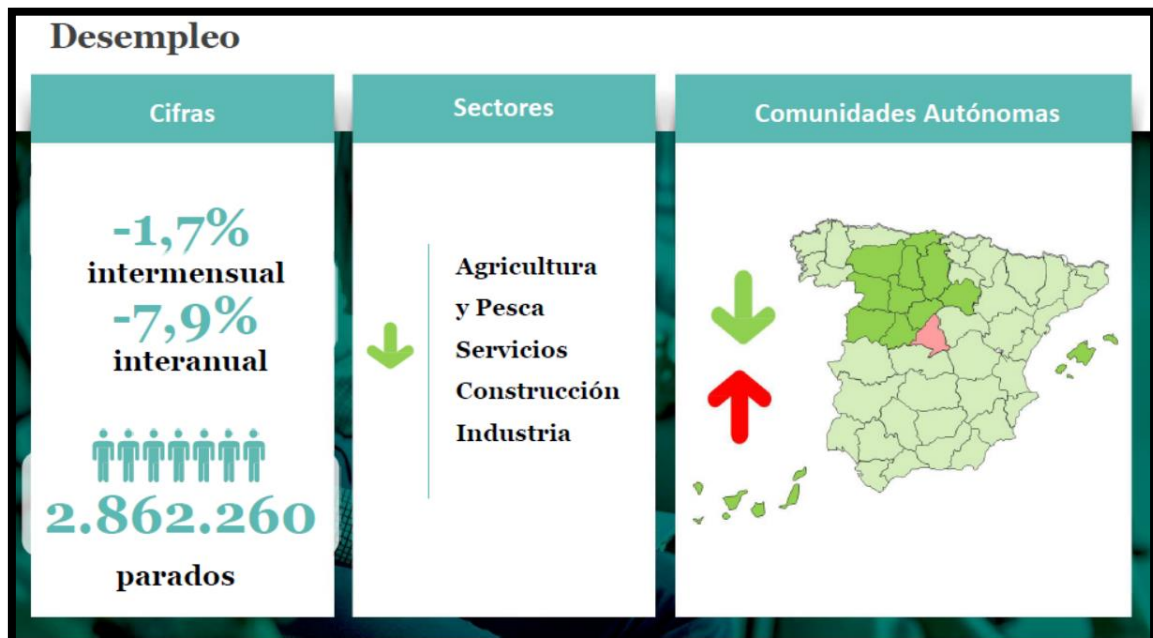 Desempleo
Cifras
-1,7%
intermensual
-7,9%
interanual
2.862.260
parados
Sectores
Agricultura
y Pesca
Servicios
Construcción
Industria
Comunidades Autónomas